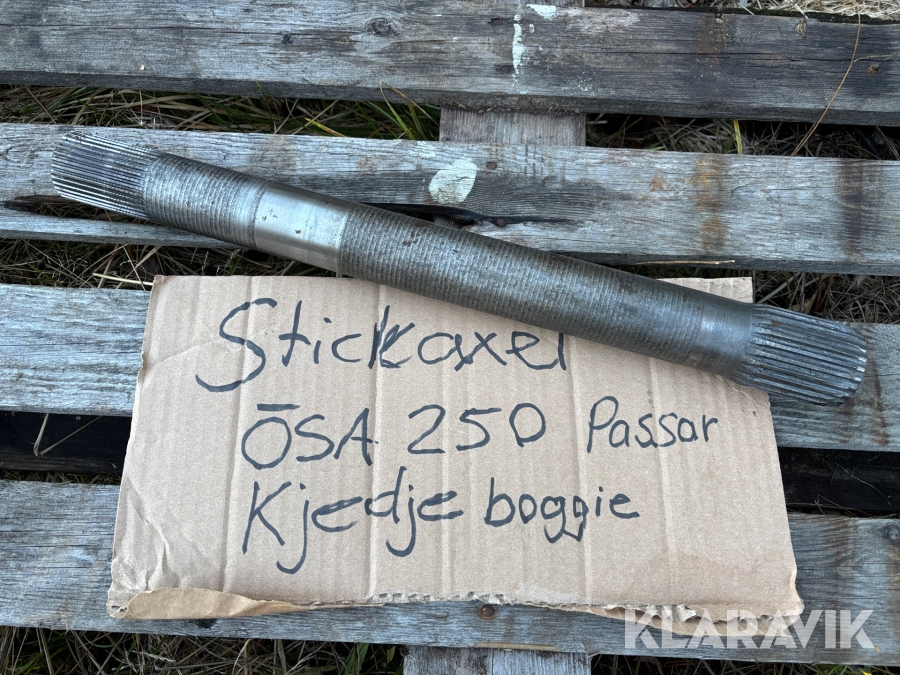 Stickaxel
ÖSA 250 Passar
Kjedje boggie
KLARAVIK